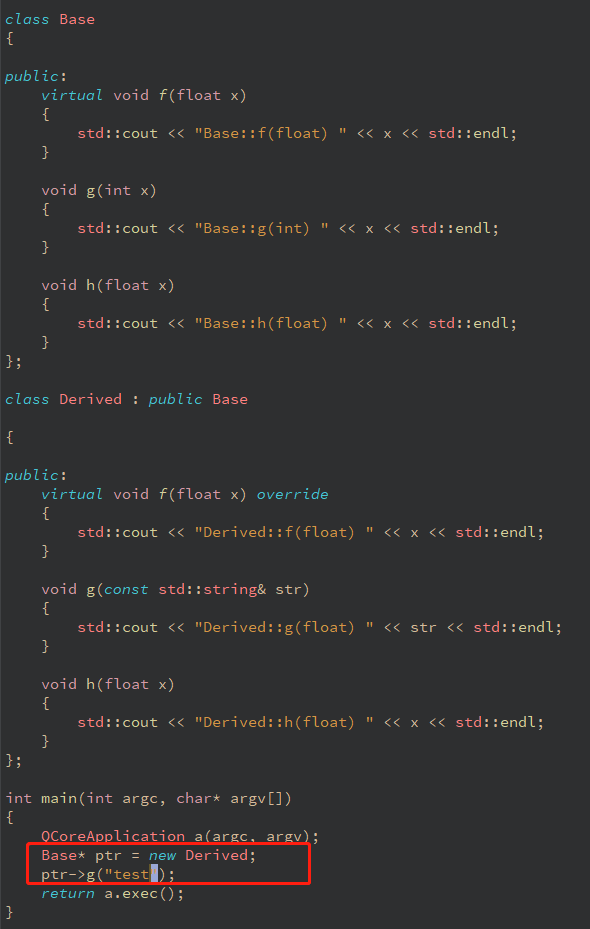 class Base
{
public:
    virtual void f(float x)
    {
        std::cout << "Base::f(float) " << x << std::endl;
    }
    void g(int x)
    {
        std::cout << "Base::g(int) " << x << std::endl;
    }
    void h(float x)
    {
        std::cout << "Base::h(float) " << x << std::endl;
    }
};
class Derived : public Base
{
public:
    virtual void f(float x) override
    {
        std::cout << "Derived::f(float) " << x << std::endl;
    }
    void g(const std::string& str)
    {
        std::cout << "Derived::g(float) " << str << std::endl;
    }
    void h(float x)
    {
        std::cout << "Derived::h(float) " << x << std::endl;
    }
};
int main(int argc, char* argv[])
{
    QCoreApplication a(argc, argv);
    Base* ptr = new Derived;
    ptr->g("test");
    return a.exec();
}